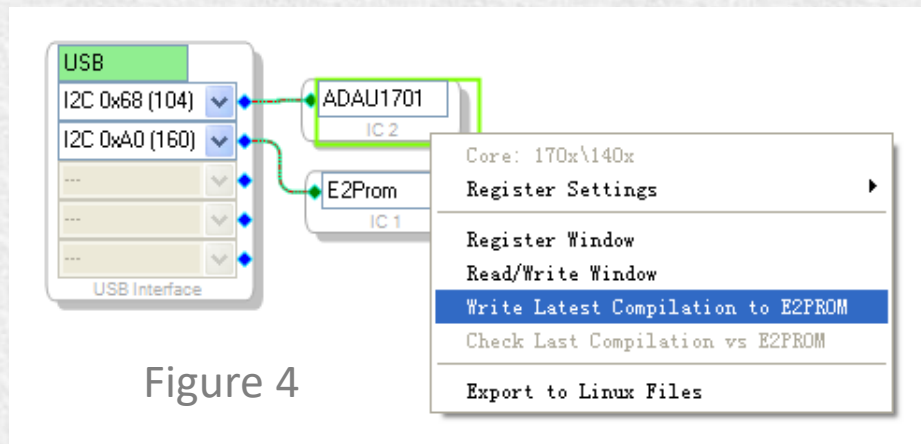 USB
I2C 0x68 (104)
I2C 0xA0 (160)
---
---
---
USB Interface
ADAU1701
IC 2
E2Prom
IC 1
Core: 170x\140x
Register Settings
Register Window
Read/Write Window
Write Latest Compilation to E2PROM
Check Last Compilation vs E2PROM
Export to Linux Files
Figure 4